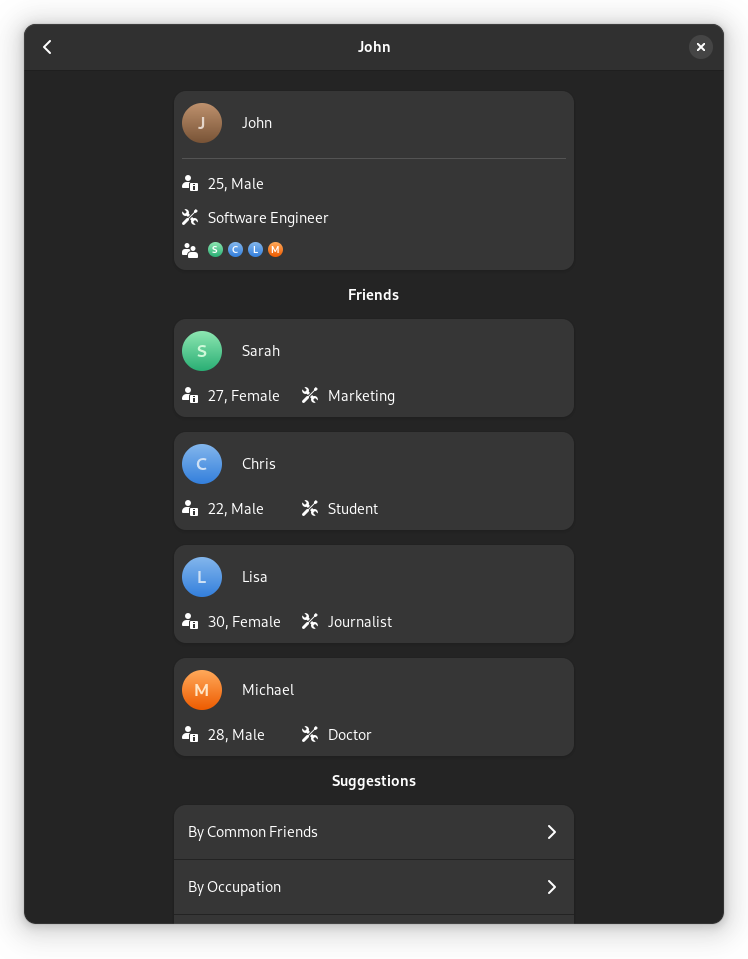 John
J
John
25, Male
Software Engineer
S C L M
Friends
S
Sarah
27, Female Marketing
C
Chris
22, Male Student
L
Lisa
30, Female Journalist
M
Michael
28, Male Doctor
Suggestions
By Common Friends
By Occupation